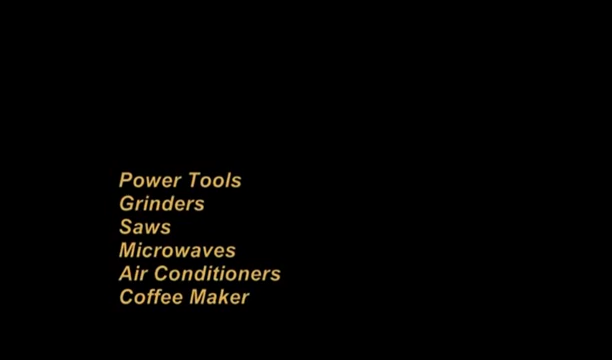 Power Tools
Grinders
Saws
Microwaves
Air Conditioners
Coffee Maker